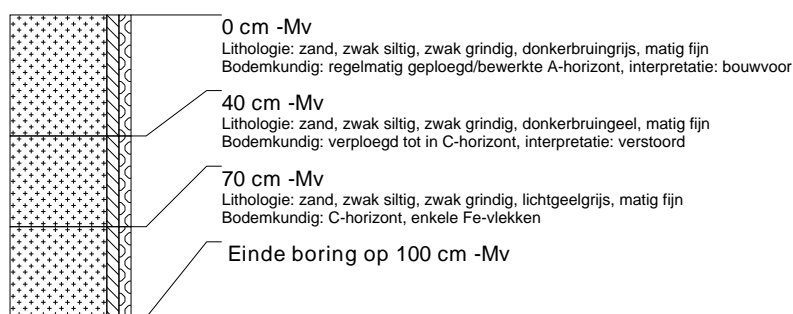 0 cm -Mv
Lithologie: zand, zwak siltig, zwak grindig, donkerbruingrijs, matig fijn
Bodemkundig: regelmatig geploegd/bewerkte A-horizont, interpretatie: bouwvoor
40 cm -Mv
Lithologie: zand, zwak siltig, zwak grindig, donkerbruingeel, matig fijn
Bodemkundig: verploegd tot in C-horizont, interpretatie: verstoord
70 cm -Mv
Lithologie: zand, zwak siltig, zwak grindig, lichtgeelgrijs, matig fijn
Bodemkundig: C-horizont, enkele Fe-vlekken
Einde boring op 100 cm -Mv